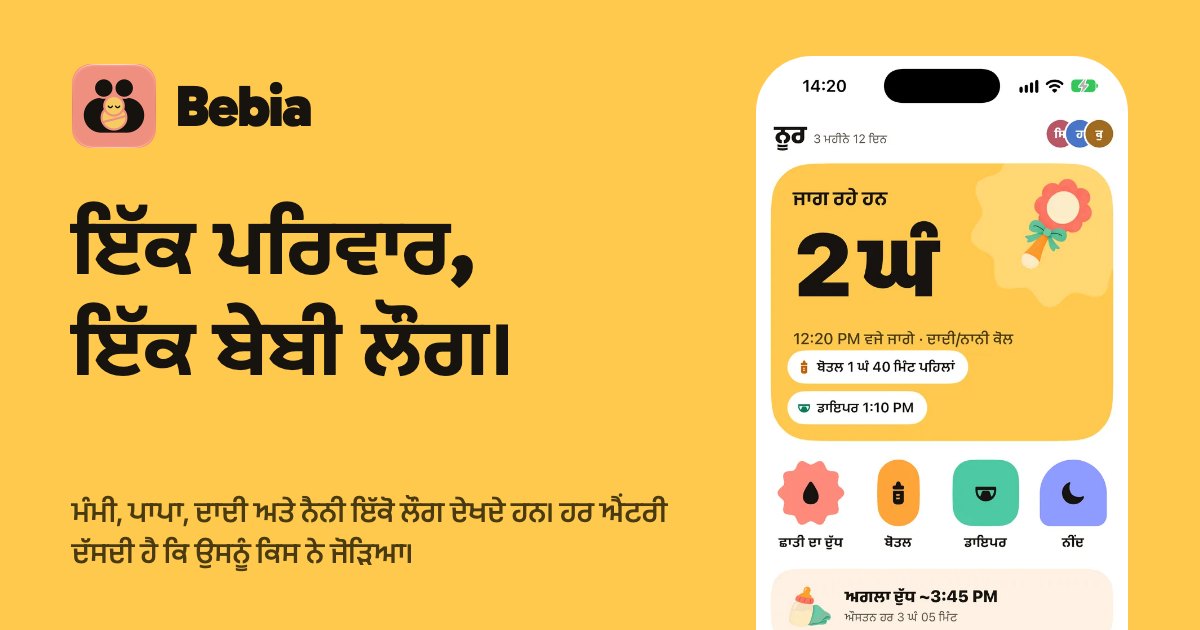 Bebia
ਇੱਕ ਪਰਿਵਾਰ,
ਇੱਕ ਬੇਬੀ ਲੌਗ।
ਮੰਮੀ, ਪਾਪਾ, ਦਾਦੀ ਅਤੇ ਨੈਨੀ ਇੱਕੋ ਲੌਗ ਦੇਖਦੇ ਹਨ। ਹਰ ਐਂਟਰੀ
ਦੱਸਦੀ ਹੈ ਕਿ ਉਸਨੂੰ ਕਿਸ ਨੇ ਜੋੜਿਆ।
14:20
ਨੂਰ 3 ਮਹੀਨੇ 12 ਦਿਨ
ਸਿ ਹ ਕੁ
ਜਾਗ ਰਹੇ ਹਨ
2 ਘੰ
12:20 PM ਵਜੇ ਜਾਗੇ · ਦਾਦੀ/ਨਾਨੀ ਕੋਲ
ਬੋਤਲ 1 ਘੰ 40 ਮਿੰਟ ਪਹਿਲਾਂ
ਡਾਇਪਰ 1:10 PM
ਛਾਤੀ ਦਾ ਦੁੱਧ ਬੋਤਲ ਡਾਇਪਰ ਨੀਂਦ
ਅਗਲਾ ਦੁੱਧ ~3:45 PM
ਔਸਤਨ ਹਰ 3 ਘੰ 05 ਮਿੰਟ